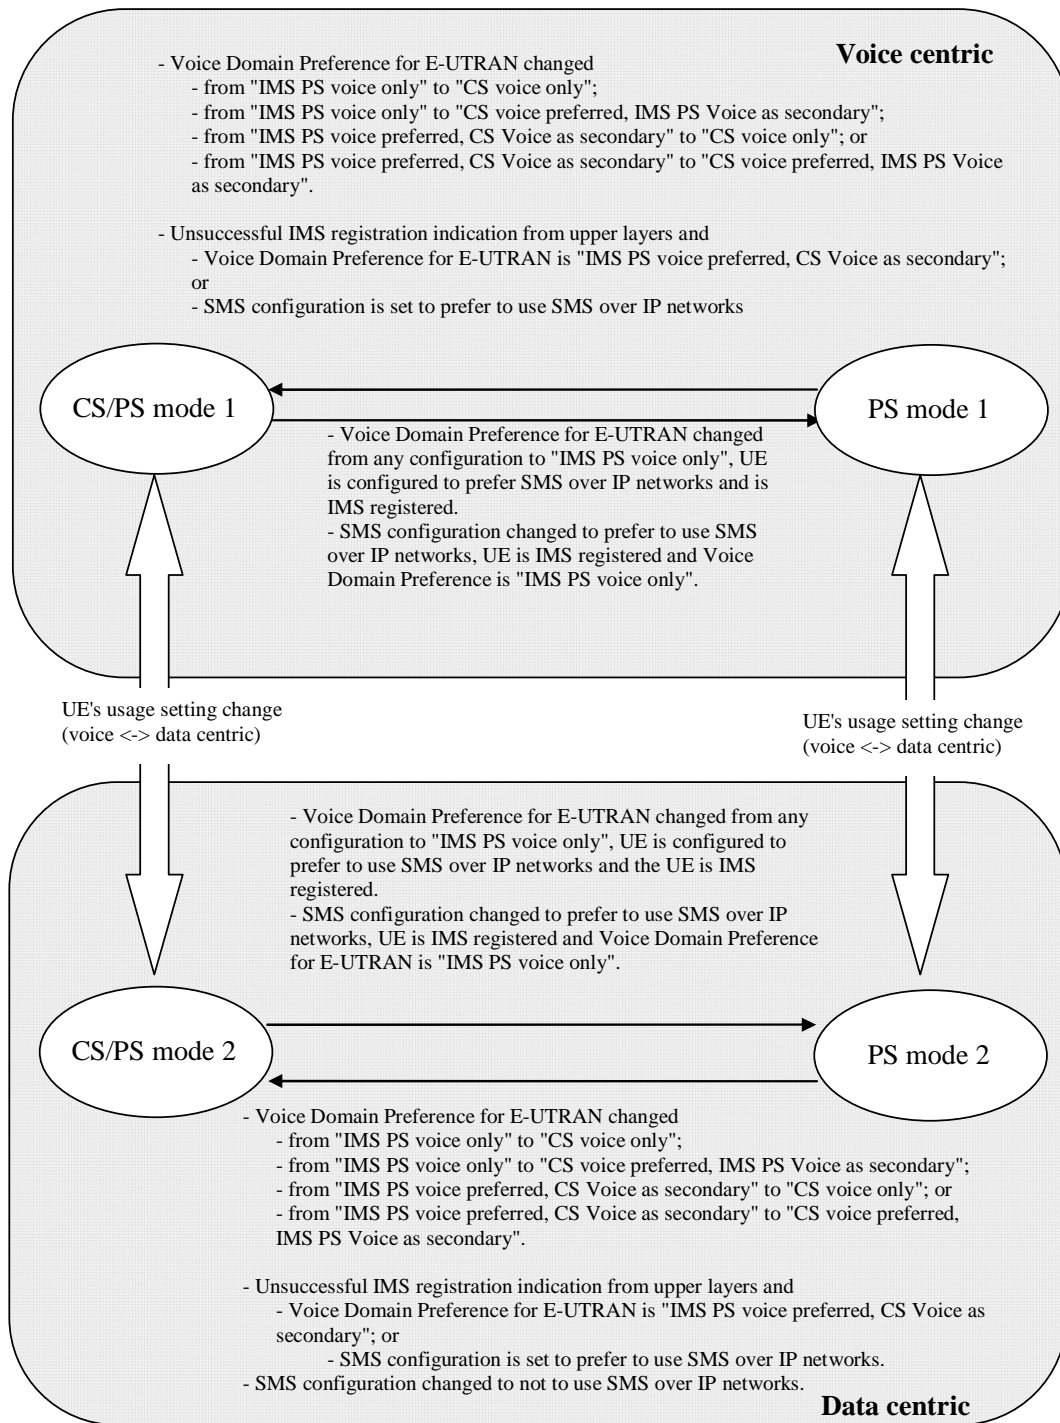 Voice centric
- Voice Domain Preference for E-UTRAN changed
- from "IMS PS voice only" to "CS voice only";
- from "IMS PS voice only" to "CS voice preferred, IMS PS Voice as secondary";
- from "IMS PS voice preferred, CS Voice as secondary" to "CS voice only"; or
- from "IMS PS voice preferred, CS Voice as secondary" to "CS voice preferred, IMS PS Voice
as secondary".
- Unsuccessful IMS registration indication from upper layers and
- Voice Domain Preference for E-UTRAN is "IMS PS voice preferred, CS Voice as secondary";
or
- SMS configuration is set to prefer to use SMS over IP networks
CS/PS mode 1
PS mode 1
- Voice Domain Preference for E-UTRAN changed
from any configuration to "IMS PS voice only", UE
is configured to prefer SMS over IP networks and is
IMS registered.
- SMS configuration changed to prefer to use SMS
over IP networks, UE is IMS registered and Voice
Domain Preference is "IMS PS voice only".
UE's usage setting change
(voice <-> data centric)
UE's usage setting change
(voice <-> data centric)
- Voice Domain Preference for E-UTRAN changed from any
configuration to "IMS PS voice only", UE is configured to
prefer to use SMS over IP networks and the UE is IMS
registered.
- SMS configuration changed to prefer to use SMS over IP
networks, UE is IMS registered and Voice Domain Preference
for E-UTRAN is "IMS PS voice only".
CS/PS mode 2
PS mode 2
- Voice Domain Preference for E-UTRAN changed
- from "IMS PS voice only" to "CS voice only";
- from "IMS PS voice only" to "CS voice preferred, IMS PS Voice as secondary";
- from "IMS PS voice preferred, CS Voice as secondary" to "CS voice only"; or
- from "IMS PS voice preferred, CS Voice as secondary" to "CS voice preferred,
IMS PS Voice as secondary".
- Unsuccessful IMS registration indication from upper layers and
- Voice Domain Preference for E-UTRAN is "IMS PS voice preferred, CS Voice as
secondary"; or
- SMS configuration is set to prefer to use SMS over IP networks.
- SMS configuration changed to not to use SMS over IP networks.
Data centric